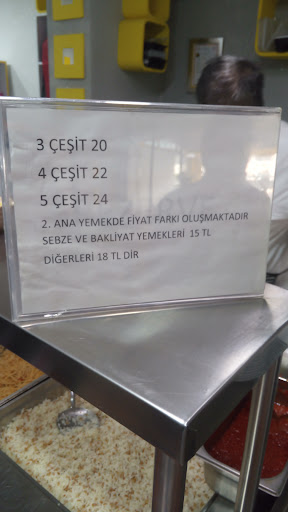 3 ÇEŞİT 20
4 ÇEŞİT 22
5 ÇEŞİT 24
2. ANA YEMEKDE FİYAT FARKI OLUŞMAKTADIR
SEBZE VE BAKLİYAT YEMEKLERİ 15 TL
DİĞERLERİ 18 TL DİR